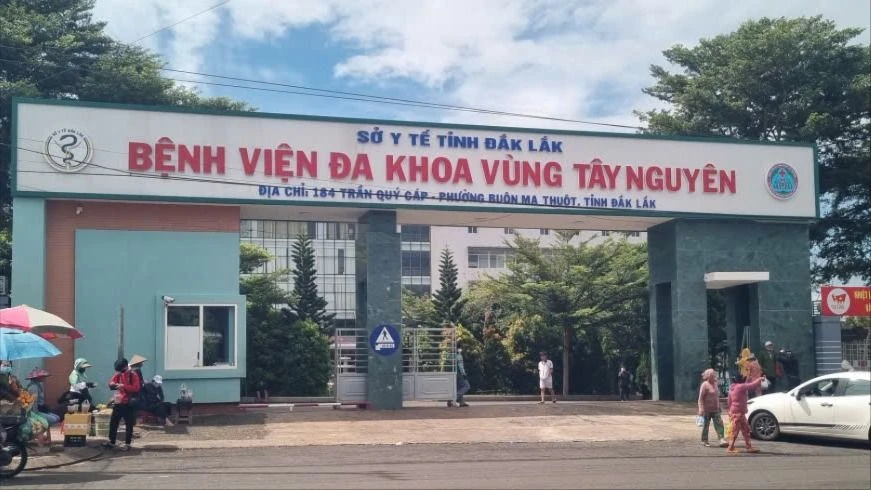 SỞ Y TẾ TỈNH ĐẮK LẮK
BỆNH VIỆN ĐA KHOA VÙNG TÂY NGUYÊN
ĐỊA CHỈ: 184 TRẦN QUÝ CÁP - PHƯỜNG BUÔN MA THUỘT, TỈNH ĐẮK LẮK
NHIỆT L